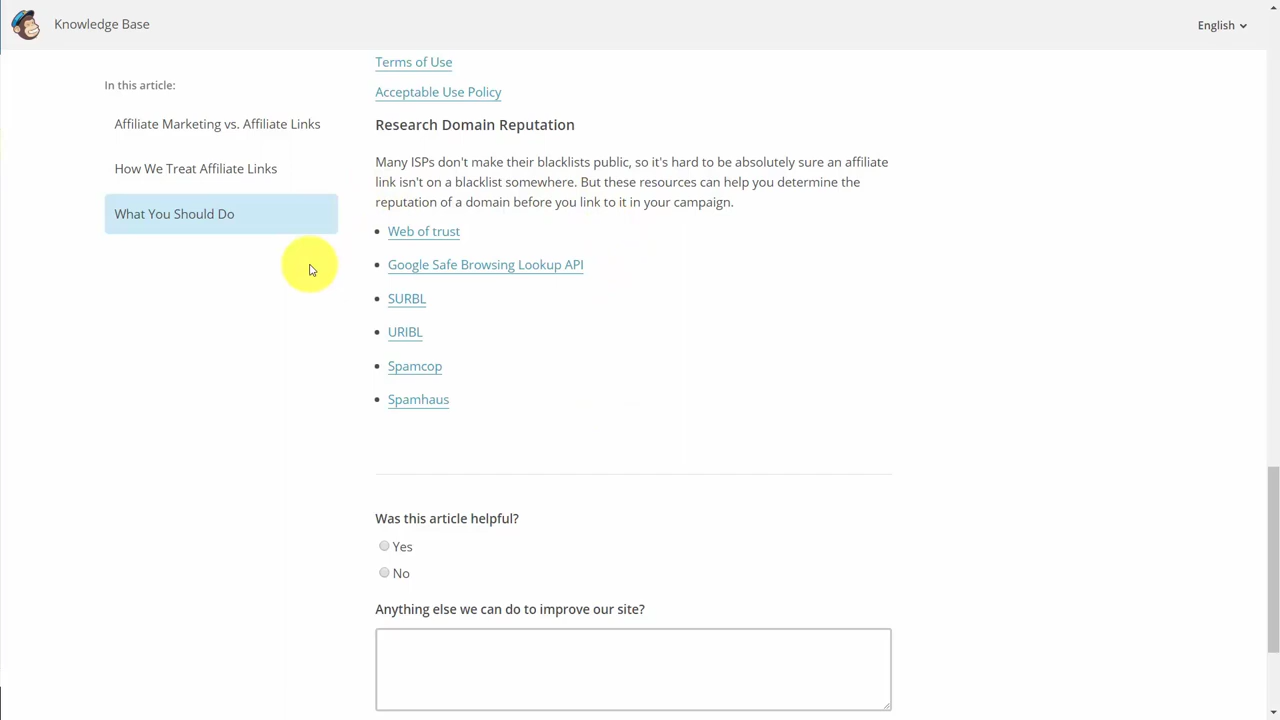 Knowledge Base
English
In this article:
Affiliate Marketing vs. Affiliate Links
How We Treat Affiliate Links
What You Should Do
Terms of Use
Acceptable Use Policy
Research Domain Reputation
Many ISPs don't make their blacklists public, so it's hard to be absolutely sure an affiliate
link isn't on a blacklist somewhere. But these resources can help you determine the
reputation of a domain before you link to it in your campaign.
Web of trust
Google Safe Browsing Lookup API
SURBL
URIBL
Spamcop
Spamhaus
Was this article helpful?
Yes
No
Anything else we can do to improve our site?